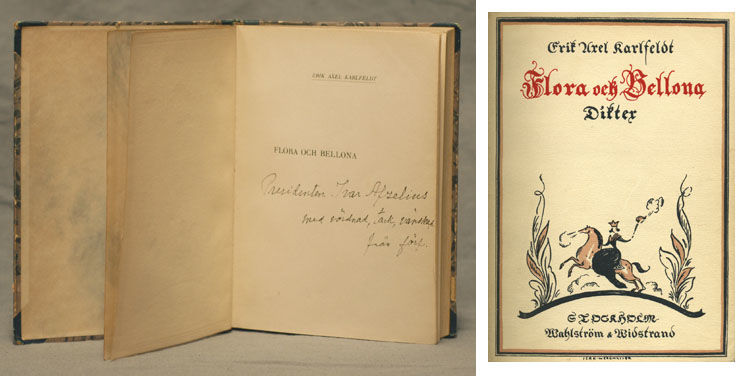 ERIK AXEL KARLFELDT
FLORA OCH BELLONA
Presidenten Ivar Afzelius
med vördnad, tack, vänskap
från förf.
Erik Axel Karlfeldt
Flora och Bellona
Dikter
STOCKHOLM
Wahlström & Widstrand